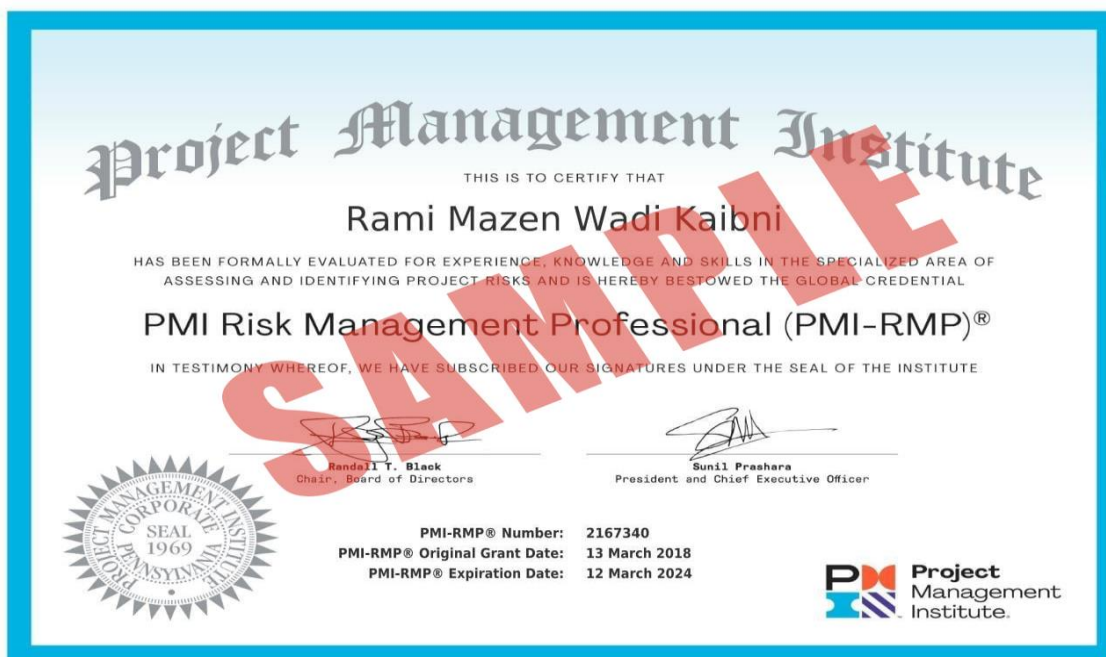 Project Management Institute
THIS IS TO CERTIFY THAT
Rami Mazen Wadi Kaibni
HAS BEEN FORMALLY EVALUATED FOR EXPERIENCE, KNOWLEDGE AND SKILLS IN THE SPECIALIZED AREA OF
ASSESSING AND IDENTIFYING PROJECT RISKS AND IS HEREBY BESTOWED THE GLOBAL CREDENTIAL
PMI Risk Management Professional (PMI-RMP)®
IN TESTIMONY WHEREOF, WE HAVE SUBSCRIBED OUR SIGNATURES UNDER THE SEAL OF THE INSTITUTE
SAMPLE
Randall T. Black
Chair, Board of Directors
Sunil Prashara
President and Chief Executive Officer
PROJECT MANAGEMENT INSTITUTE
CORPORATE
SEAL
1969
PENNSYLVANIA
PMI-RMP® Number: 2167340
PMI-RMP® Original Grant Date: 13 March 2018
PMI-RMP® Expiration Date: 12 March 2024
Project
Management
Institute.